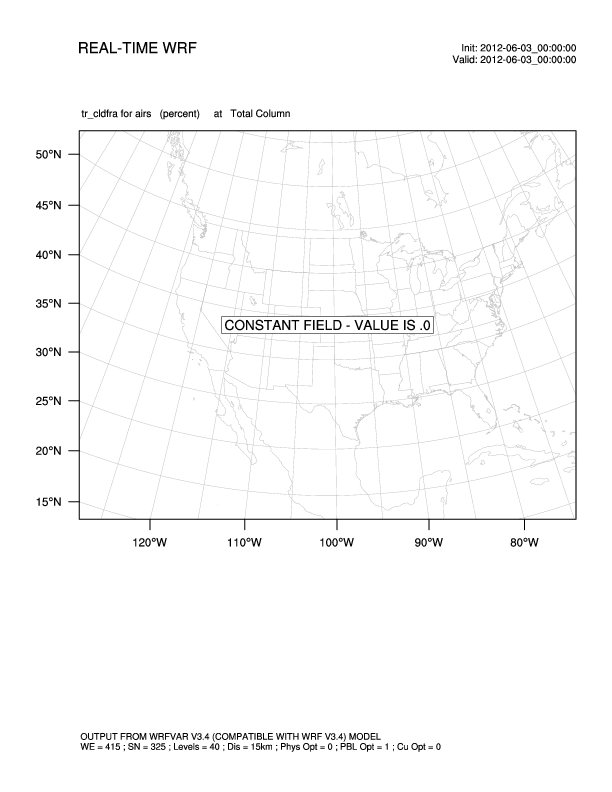 REAL-TIME WRF
Init: 2012-06-03_00:00:00
Valid: 2012-06-03_00:00:00
tr_cldfra for airs (percent) at Total Column
50°N
45°N
40°N
35°N
30°N
25°N
20°N
15°N
CONSTANT FIELD - VALUE IS .0
120°W 110°W 100°W 90°W 80°W
OUTPUT FROM WRFVAR V3.4 (COMPATIBLE WITH WRF V3.4) MODEL
WE = 415 ; SN = 325 ; Levels = 40 ; Dis = 15km ; Phys Opt = 0 ; PBL Opt = 1 ; Cu Opt = 0